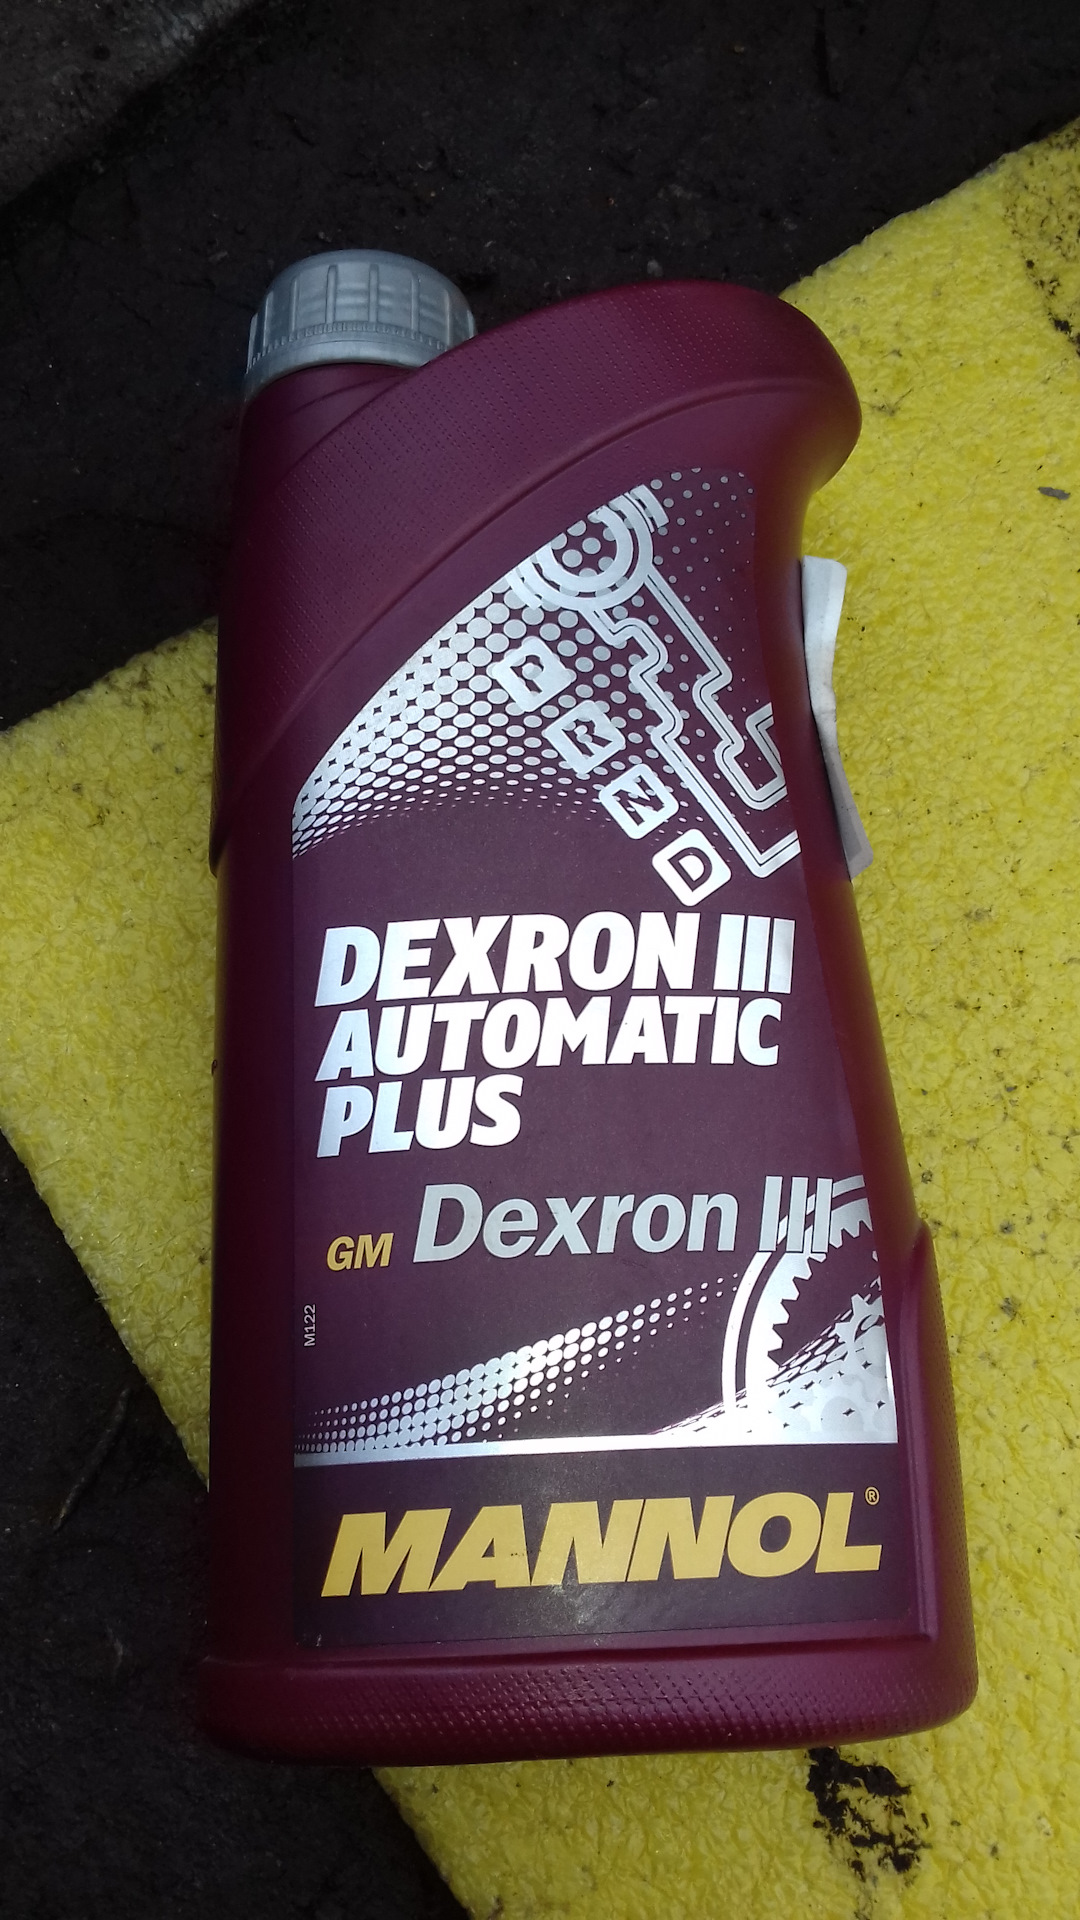 P
R
N
D
DEXRON III
AUTOMATIC
PLUS
GM Dexron III
M122
MANNOL®